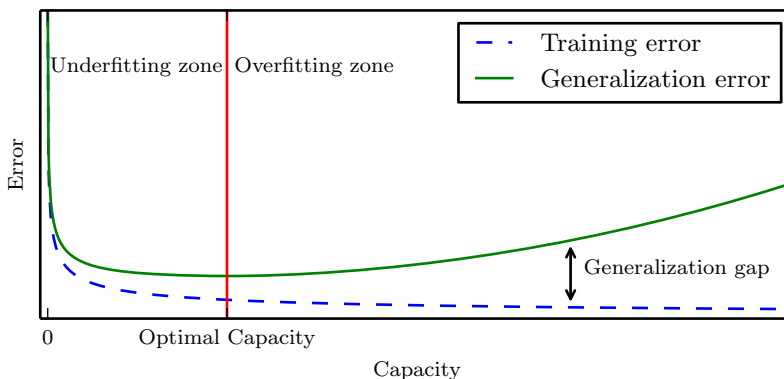 Training error
Generalization error
Underfitting zone
Overfitting zone
Error
Generalization gap
0
Optimal Capacity
Capacity